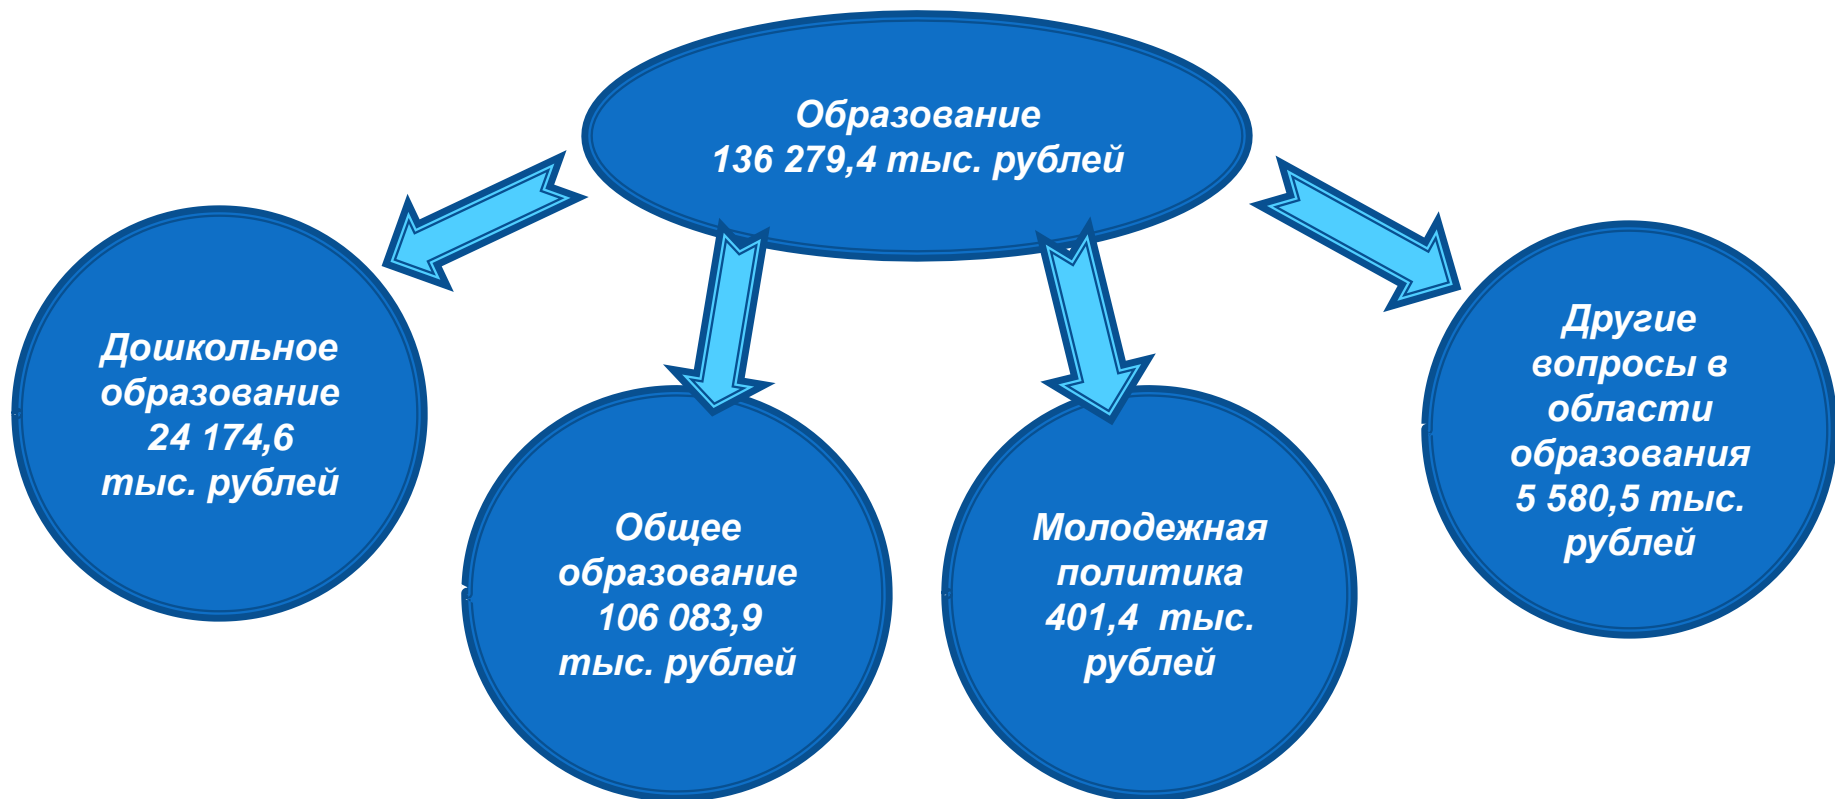 Образование
136 279,4 тыс. рублей
Дошкольное
образование
24 174,6
тыс. рублей
Общее
образование
106 083,9
тыс. рублей
Молодежная
политика
401,4  тыс.
рублей
Другие
вопросы в
области
образования
5 580,5 тыс.
рублей